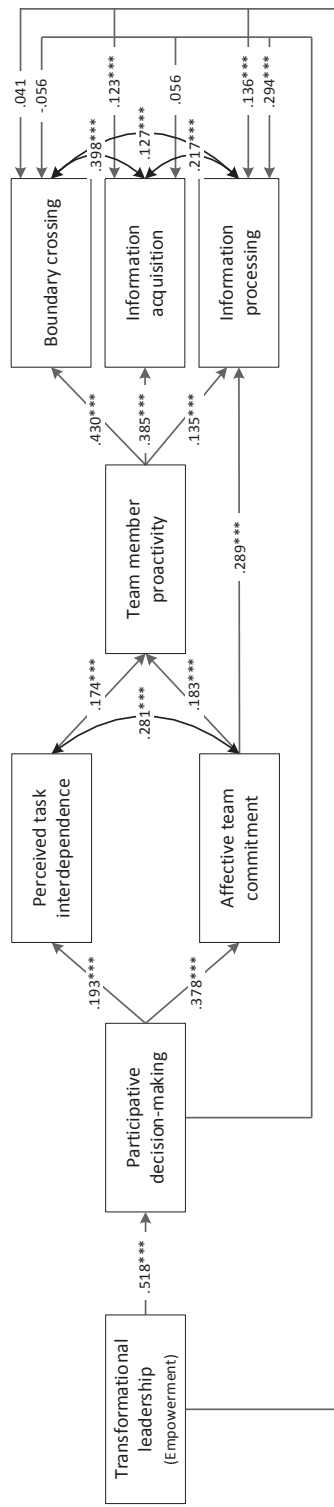 Transformational
leadership
(Empowerment)
.518***
Participative
decision-making
.193***
.378***
Perceived task
interdependence
Affective team
commitment
.281***
.174***
.183***
Team member
proactivity
.289***
.430***
.385***
.135***
Boundary crossing
Information
acquisition
Information
processing
.398***
.127***
.217***
.041
-.056
.123***
.056
.136***
.294***